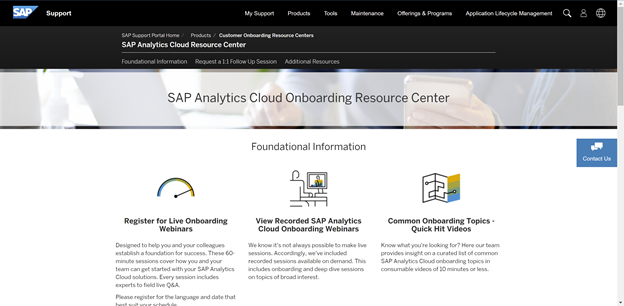 SAP Support My Support Products Tools Maintenance Offerings & Programs Application Lifecycle Management
SAP Support Portal Home / Products / Customer Onboarding Resource Centers
SAP Analytics Cloud Resource Center
Foundational Information Request a 1:1 Follow Up Session Additional Resources
SAP Analytics Cloud Onboarding Resource Center
Contact Us
Foundational Information
Register for Live Onboarding
Webinars
Designed to help you and your colleagues
establish a foundation for success. These 60-
minute sessions cover how you and your
team can get started with your SAP Analytics
Cloud solutions. Every session includes
experts to field live Q&A.
Please register for the language and date that
best suit your schedule.
View Recorded SAP Analytics
Cloud Onboarding Webinars
We know it's not always possible to make live
sessions. Accordingly, we've included
recorded sessions available on demand. This
includes onboarding and deep dive sessions
on topics of broad interest.
Common Onboarding Topics -
Quick Hit Videos
Know what you're looking for? Here our team
provides insight on a curated list of common
SAP Analytics Cloud onboarding topics in
consumable videos of 10 minutes or less.